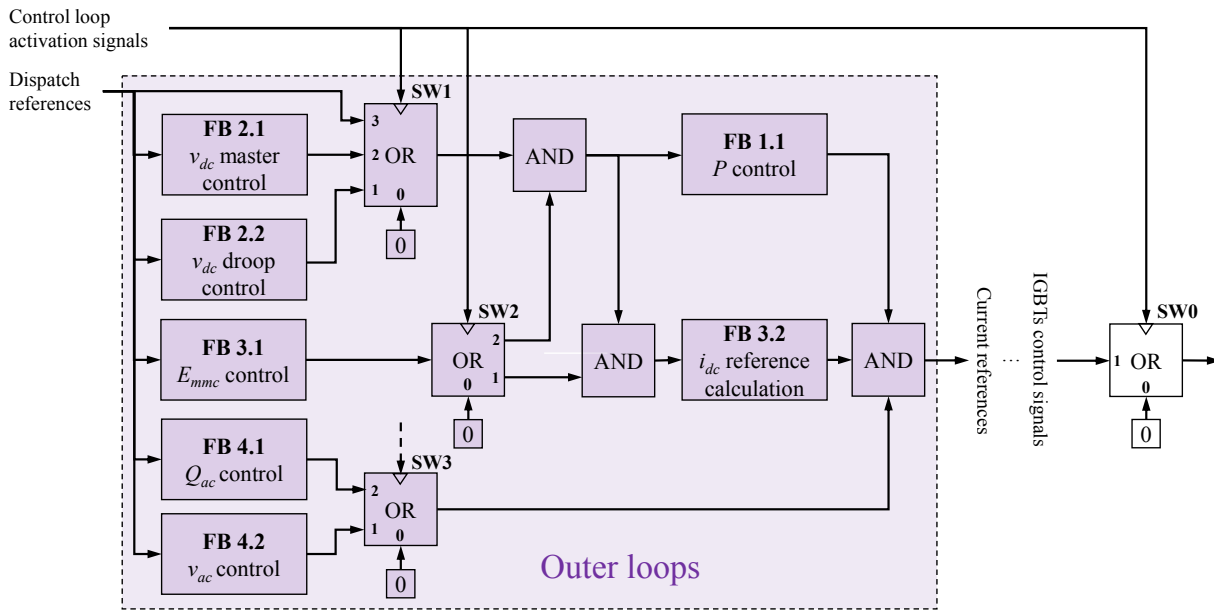 Control loop
activation signals
Dispatch
references
SW1
FB 2.1
v_dc master
control
3
2
1
OR
0
0
AND
FB 1.1
P control
FB 2.2
v_dc droop
control
SW2
FB 3.1
E_mmc control
OR
2
1
0
0
AND
FB 3.2
i_dc reference
calculation
AND
Current references
...
IGBTs control signals
SW0
1
OR
0
0
FB 4.1
Q_ac control
SW3
2
1
OR
0
0
FB 4.2
v_ac control
Outer loops